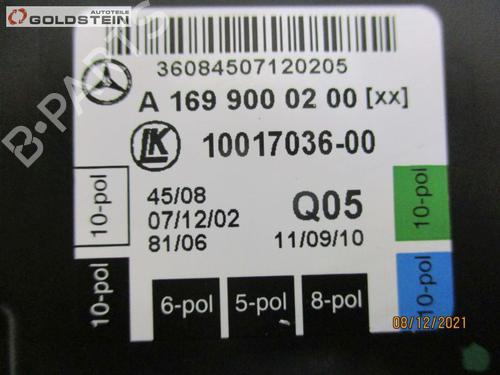 AUTOTEILE
GOLDSTEIN
B-PARTS
36084507120205
A 169 900 02 00 [xx]
LK
10017036-00
45/08
07/12/02
81/06
Q05
11/09/10
10-pol
10-pol
10-pol
10-pol
6-pol
5-pol
8-pol
08/12/2021